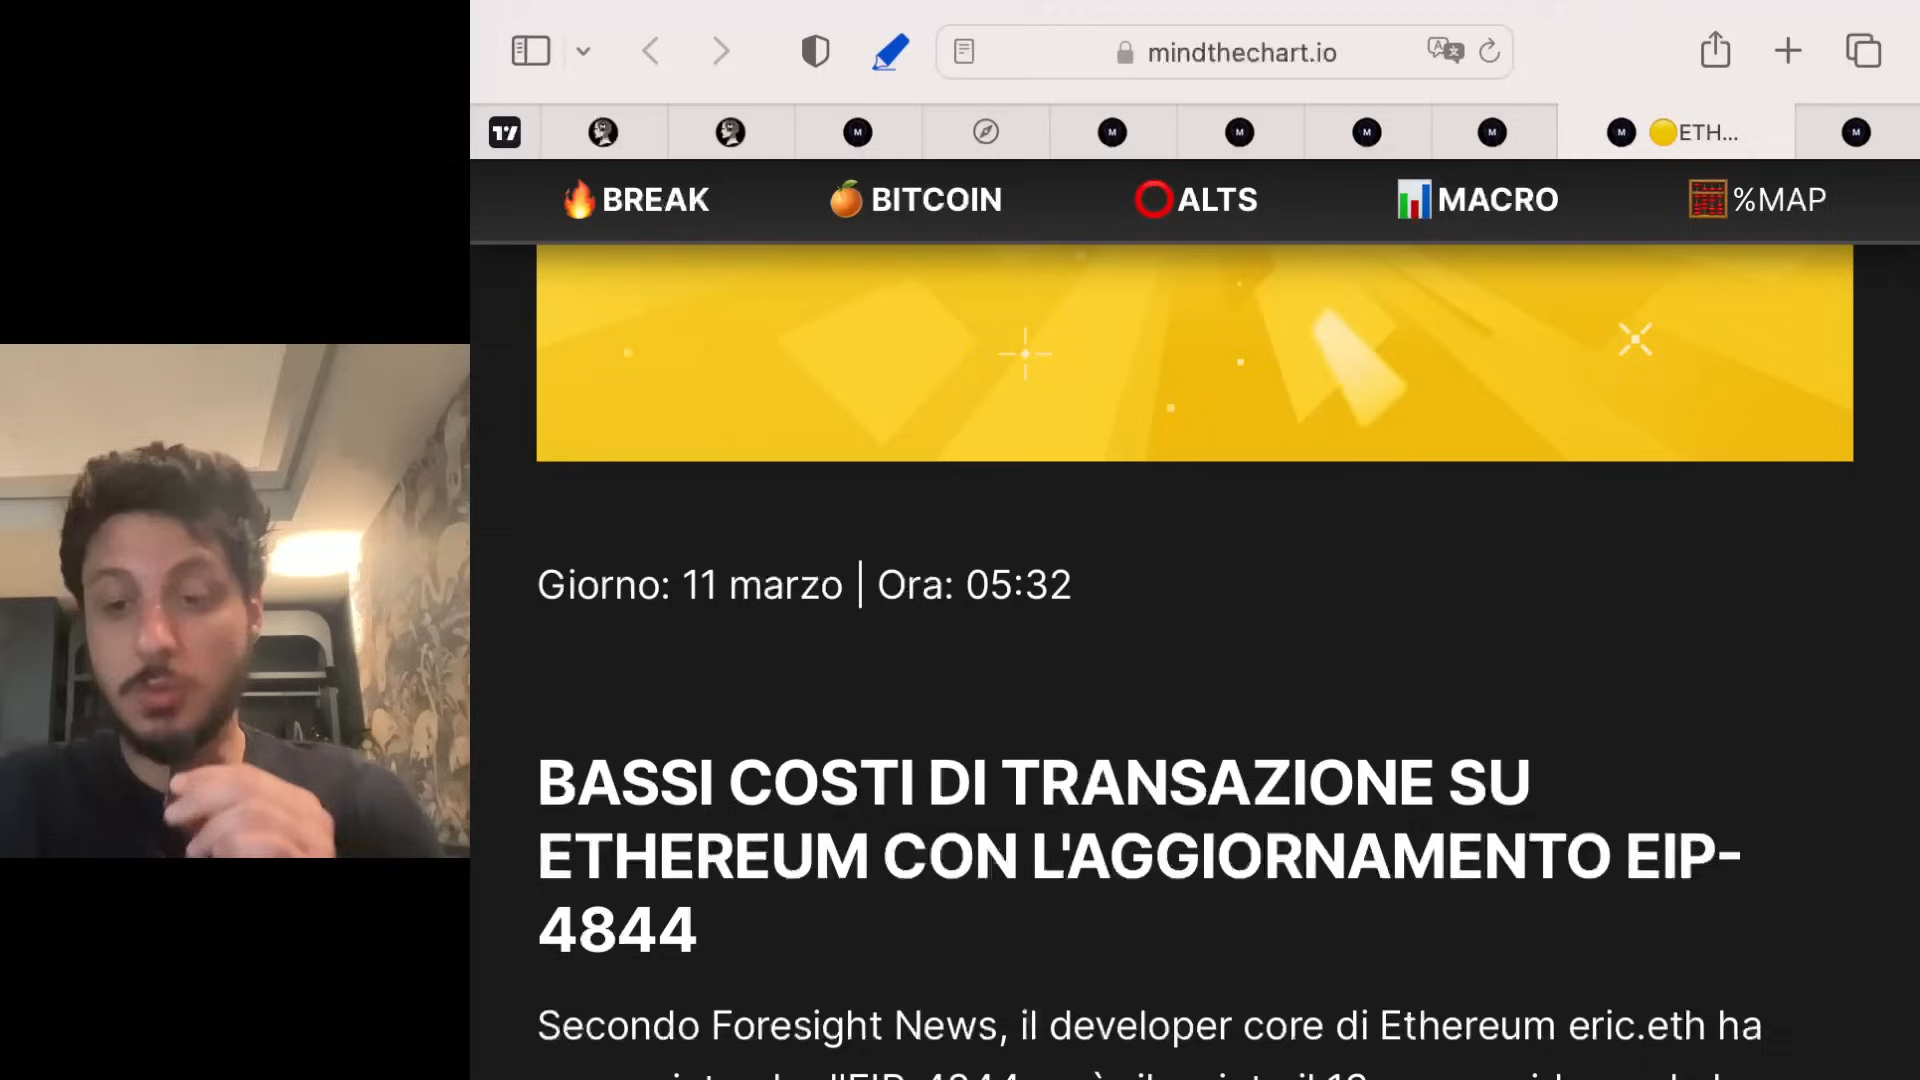 mindthechart.io
ETH...
BREAK
BITCOIN
ALTS
MACRO
%MAP
Giorno: 11 marzo | Ora: 05:32
BASSI COSTI DI TRANSAZIONE SU
ETHEREUM CON L'AGGIORNAMENTO EIP-
4844
Secondo Foresight News, il developer core di Ethereum eric.eth ha